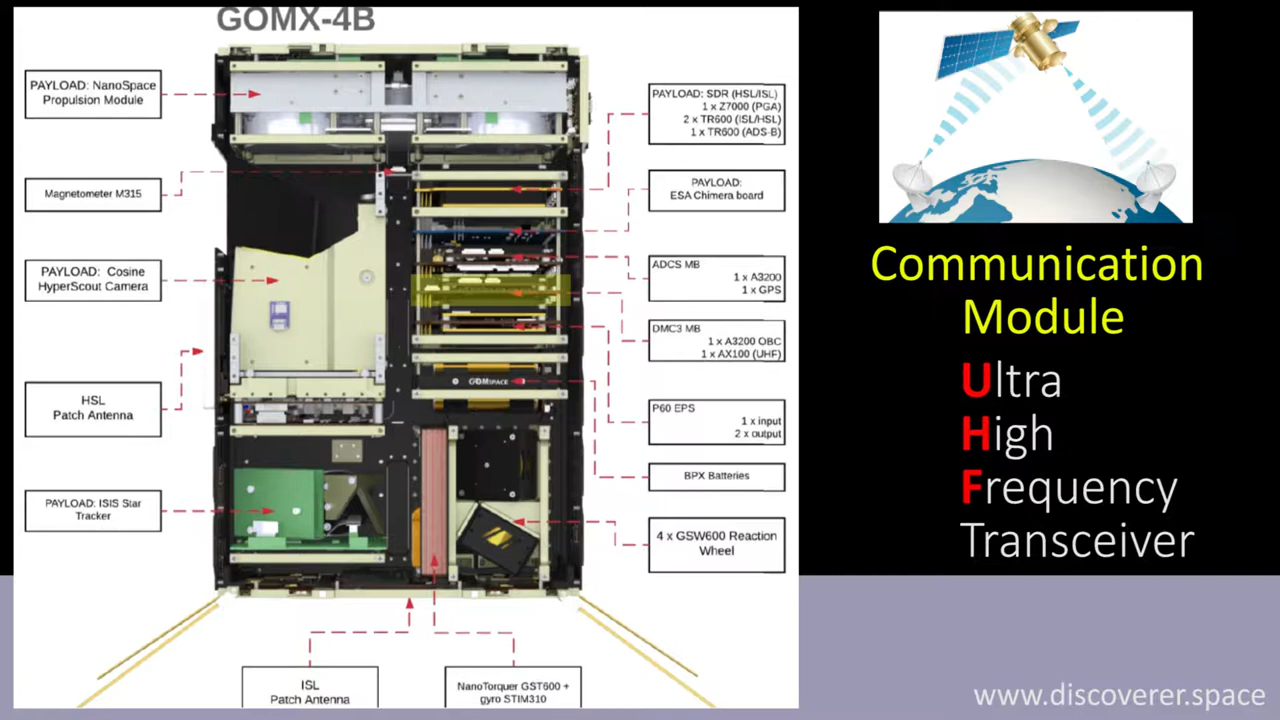 GOMX-4B
PAYLOAD: NanoSpace
Propulsion Module
Magnetometer M315
PAYLOAD: Cosine
HyperScout Camera
HSL
Patch Antenna
PAYLOAD: ISIS Star
Tracker
ISL
Patch Antenna
NanoTorquer GST600 +
gyro STIM310
PAYLOAD: SDR (HSL/ISL)
1 x Z7000 (PGA)
2 x TR600 (ISL/HSL)
1 x TR600 (ADS-B)
PAYLOAD:
ESA Chimera board
ADCS MB
1 x A3200
1 x GPS
DMC3 MB
1 x A3200 OBC
1 x AX100 (UHF)
P60 EPS
1 x input
2 x output
BPX Batteries
4 x GSW600 Reaction
Wheel
GOMSPACE
Communication
Module
Ultra
High
Frequency
Transceiver
www.discoverer.space